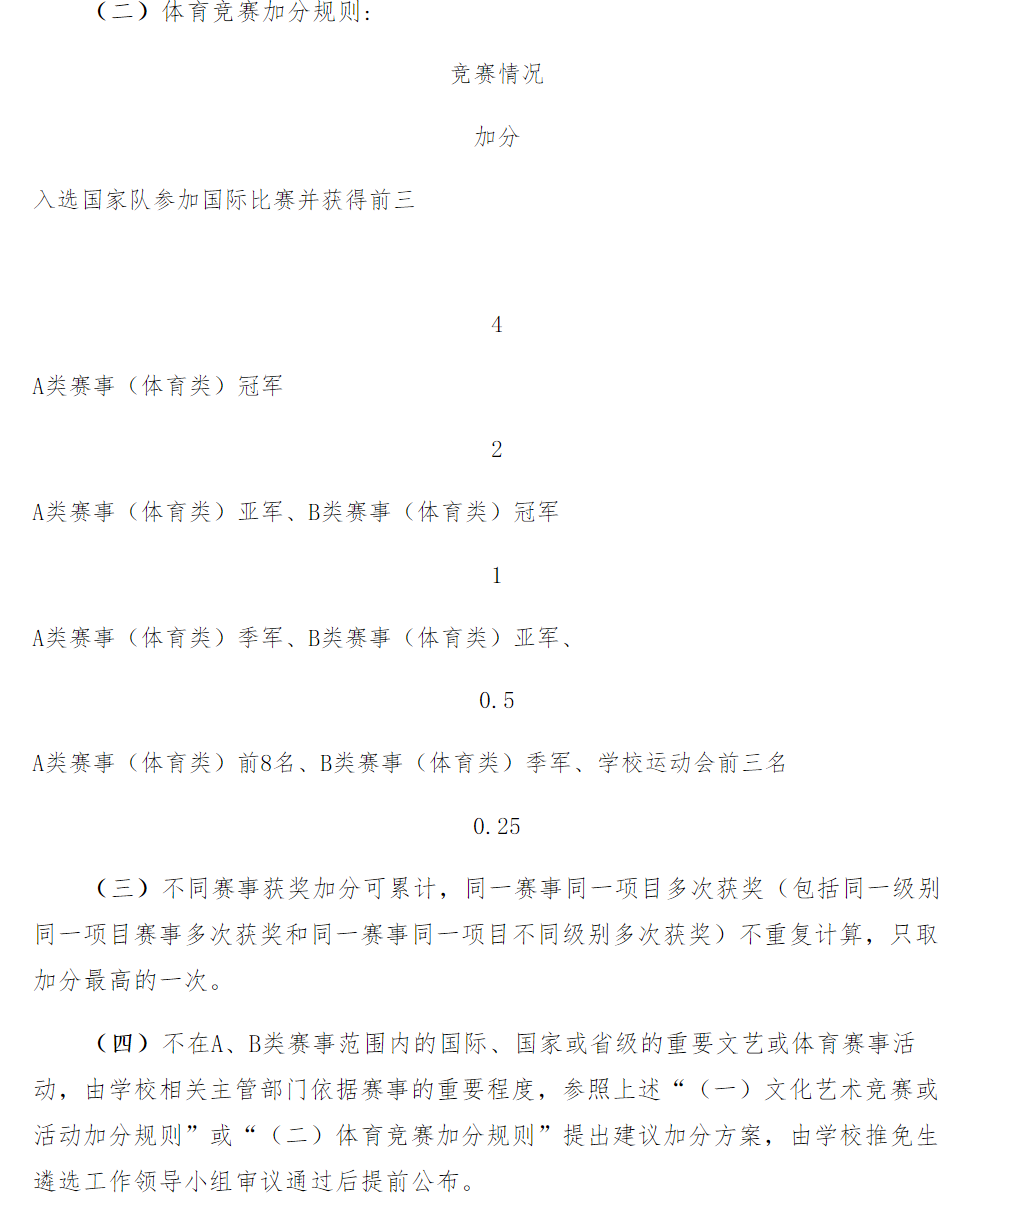 （二）体育竞赛加分规则:
竞赛情况
加分
入选国家队参加国际比赛并获得前三
4
A类赛事（体育类）冠军
2
A类赛事（体育类）亚军、B类赛事（体育类）冠军
1
A类赛事（体育类）季军、B类赛事（体育类）亚军、
0.5
A类赛事（体育类）前8名、B类赛事（体育类）季军、学校运动会前三名
0.25
（三）不同赛事获奖加分可累计，同一赛事同一项目多次获奖（包括同一级别
同一项目赛事多次获奖和同一赛事同一项目不同级别多次获奖）不重复计算，只取
加分最高的一次。
（四）不在A、B类赛事范围内的国际、国家或省级的重要文艺或体育赛事活
动，由学校相关主管部门依据赛事的重要程度，参照上述“（一）文化艺术竞赛或
活动加分规则”或“（二）体育竞赛加分规则”提出建议加分方案，由学校推免生
遴选工作领导小组审议通过后提前公布。